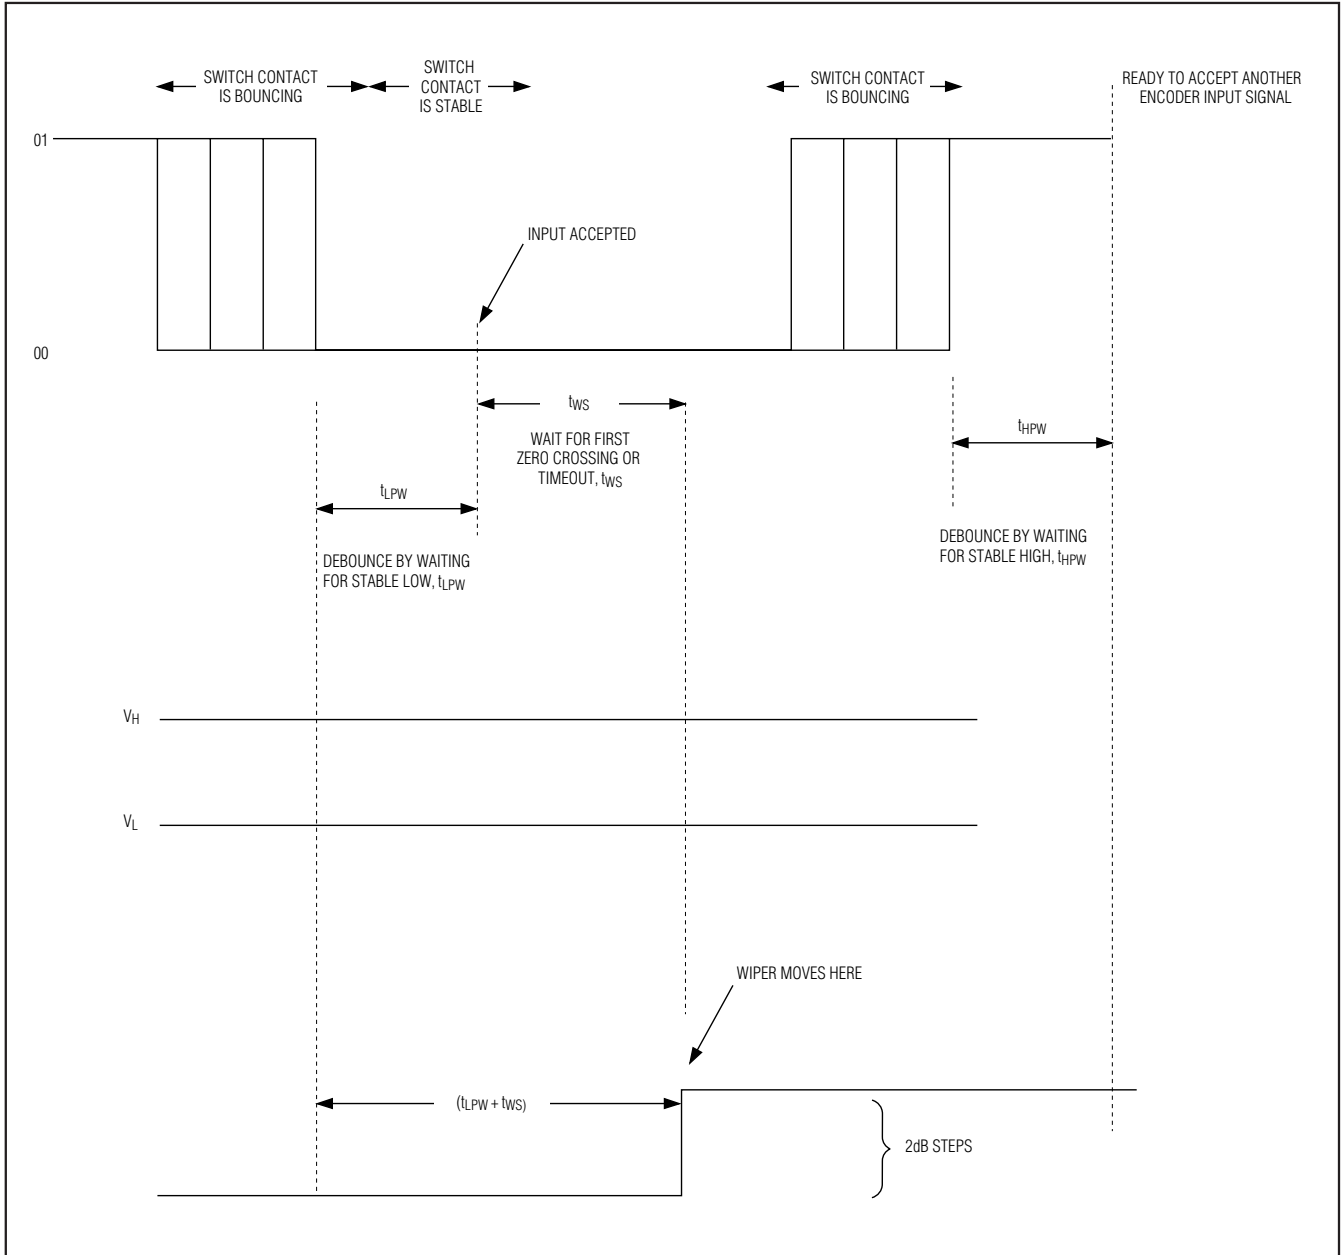 SWITCH CONTACT
IS BOUNCING
SWITCH
CONTACT
IS STABLE
SWITCH CONTACT
IS BOUNCING
READY TO ACCEPT ANOTHER
ENCODER INPUT SIGNAL
01
INPUT ACCEPTED
00
tWS
WAIT FOR FIRST
ZERO CROSSING OR
TIMEOUT, tWS
tHPW
tLPW
DEBOUNCE BY WAITING
FOR STABLE HIGH, tHPW
DEBOUNCE BY WAITING
FOR STABLE LOW, tLPW
VH
VL
WIPER MOVES HERE
(tLPW + tWS)
2dB STEPS